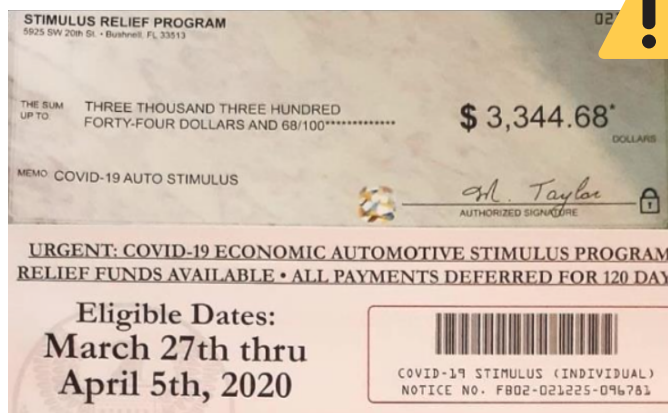 STIMULUS RELIEF PROGRAM
5925 SW 20th St. • Bushnell, FL 33513
THE SUM
UP TO
THREE THOUSAND THREE HUNDRED
FORTY-FOUR DOLLARS AND 68/100*************
$ 3,344.68*
DOLLARS
MEMO COVID-19 AUTO STIMULUS
M. Taylor
AUTHORIZED SIGNATURE
URGENT: COVID-19 ECONOMIC AUTOMOTIVE STIMULUS PROGRAM
RELIEF FUNDS AVAILABLE • ALL PAYMENTS DEFERRED FOR 120 DAY
Eligible Dates:
March 27th thru
April 5th, 2020
COVID-19 STIMULUS (INDIVIDUAL)
NOTICE NO. FB02-021225-096781